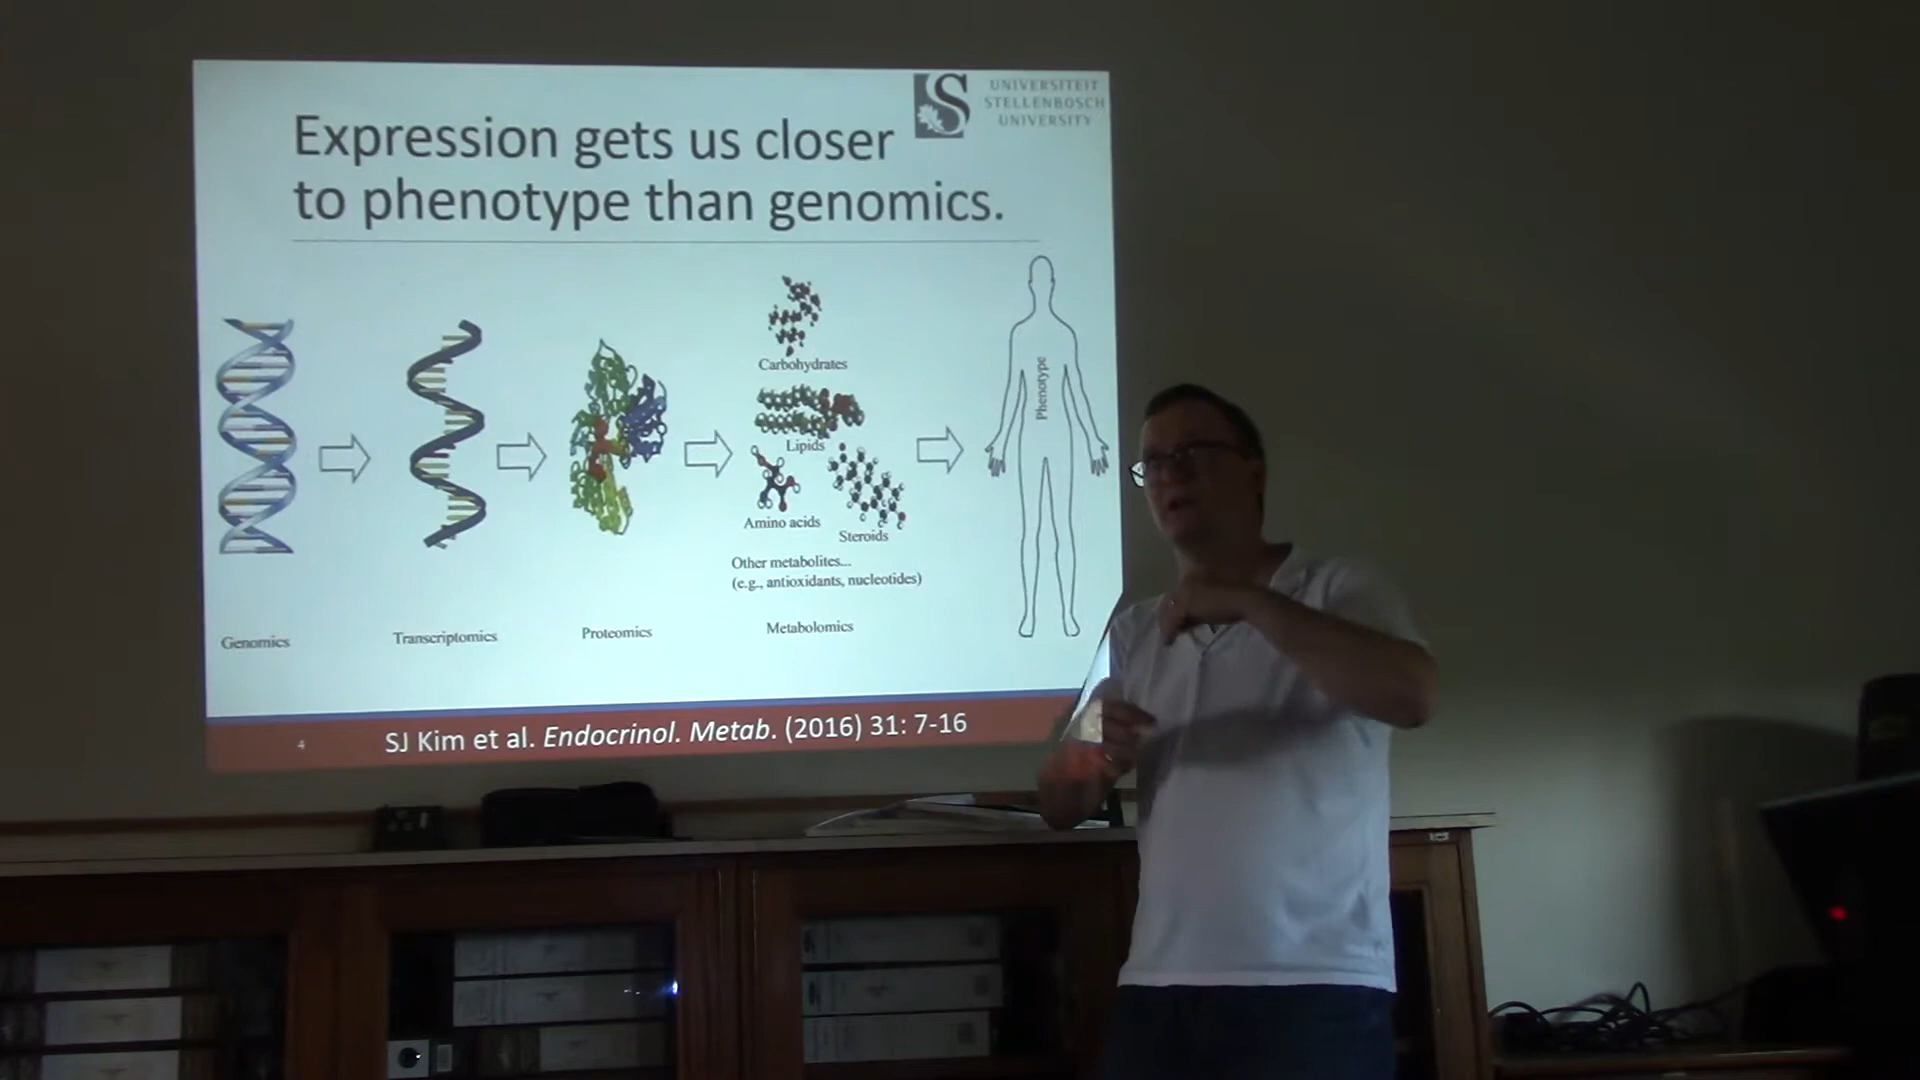 UNIVERSITEIT
STELLENBOSCH
UNIVERSITY
Expression gets us closer
to phenotype than genomics.
Carbohydrates
Lipids
Amino acids
Steroids
Other metabolites...
(e.g., antioxidants, nucleotides)
Phenotype
Genomics
Transcriptomics
Proteomics
Metabolomics
4
SJ Kim et al. Endocrinol. Metab. (2016) 31: 7-16